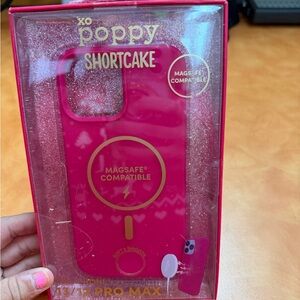 xo
poppy
SHORTCAKE
MAGSAFE®
COMPATIBLE
MAGSAFE®
COMPATIBLE
PRO MAX